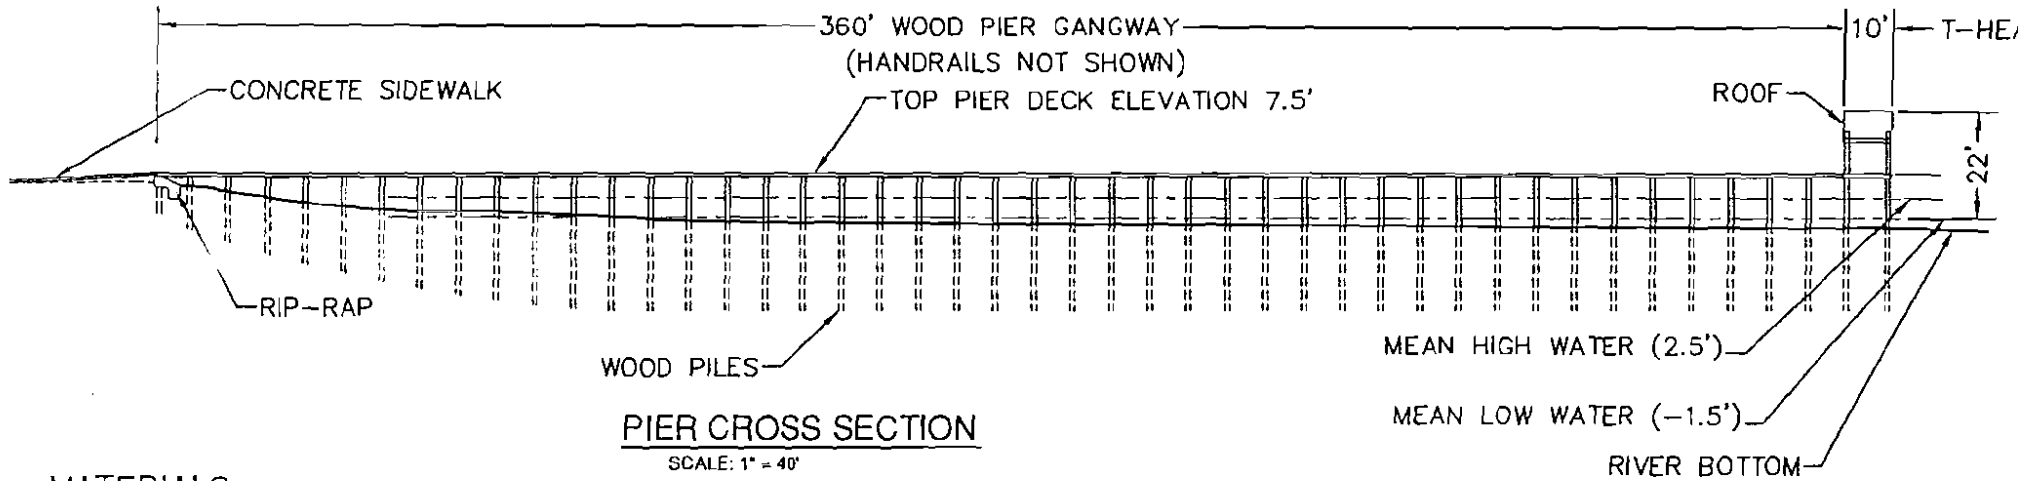 360' WOOD PIER GANGWAY
(HANDRAILS NOT SHOWN)
10'
T-HEA
CONCRETE SIDEWALK
TOP PIER DECK ELEVATION 7.5'
ROOF
22'
RIP-RAP
WOOD PILES
MEAN HIGH WATER (2.5')
MEAN LOW WATER (-1.5')
RIVER BOTTOM
PIER CROSS SECTION
SCALE: 1" = 40'
MATERIALS